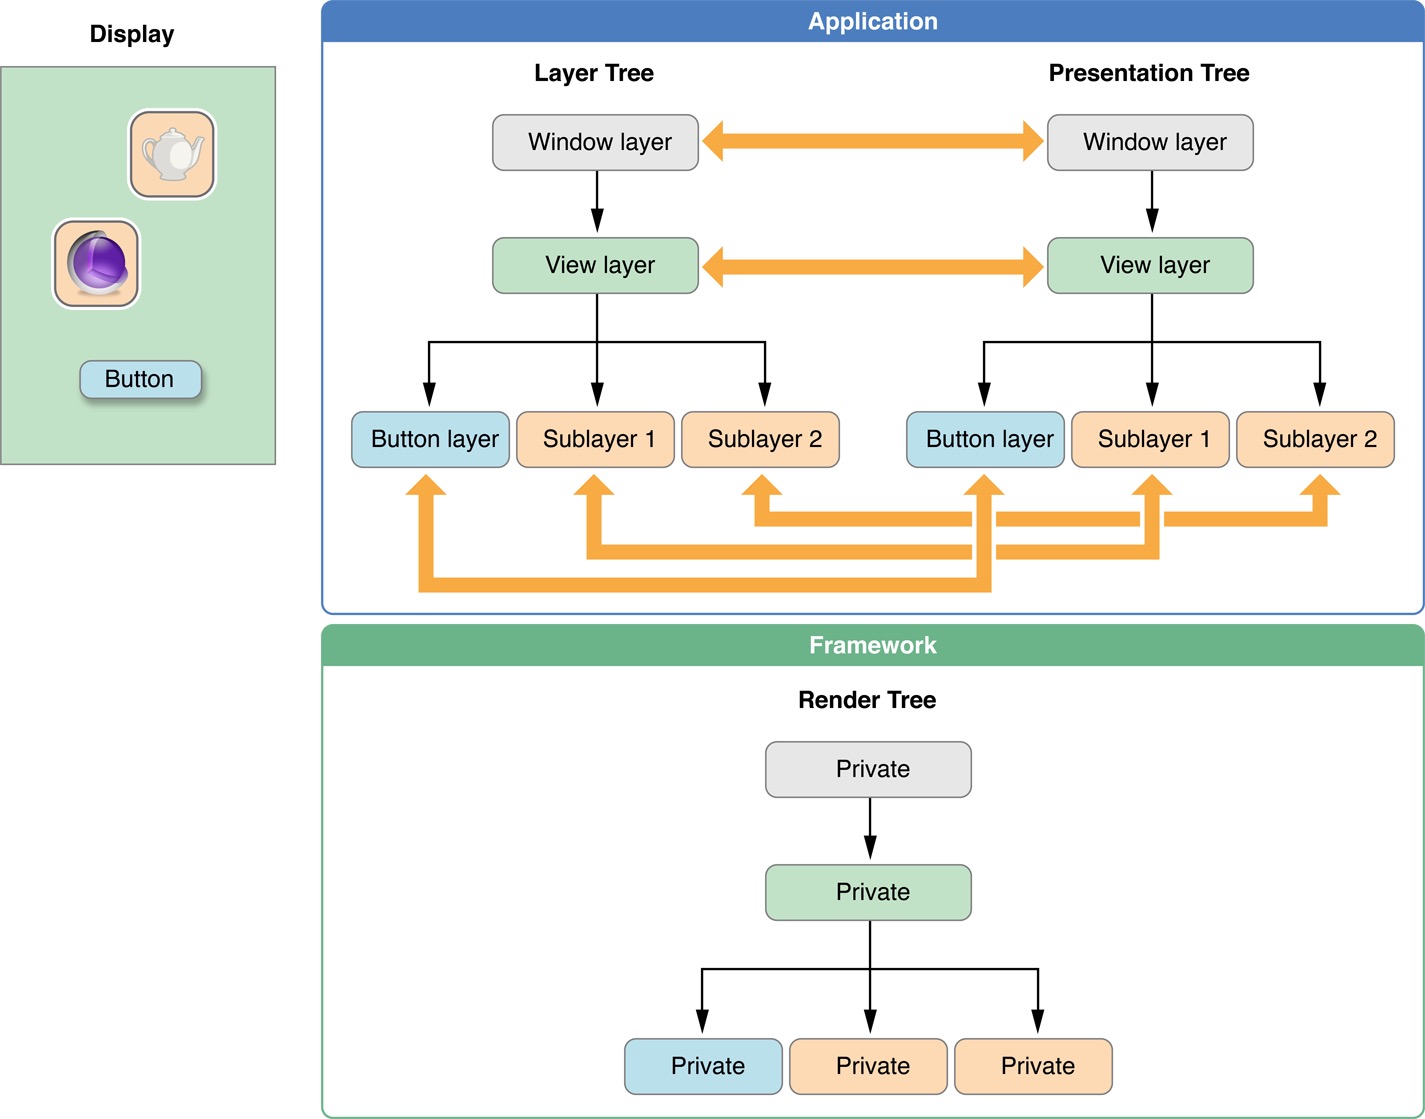 Display
Button
Application
Layer Tree
Presentation Tree
Window layer
Window layer
View layer
View layer
Button layer
Sublayer 1
Sublayer 2
Button layer
Sublayer 1
Sublayer 2
Framework
Render Tree
Private
Private
Private
Private
Private